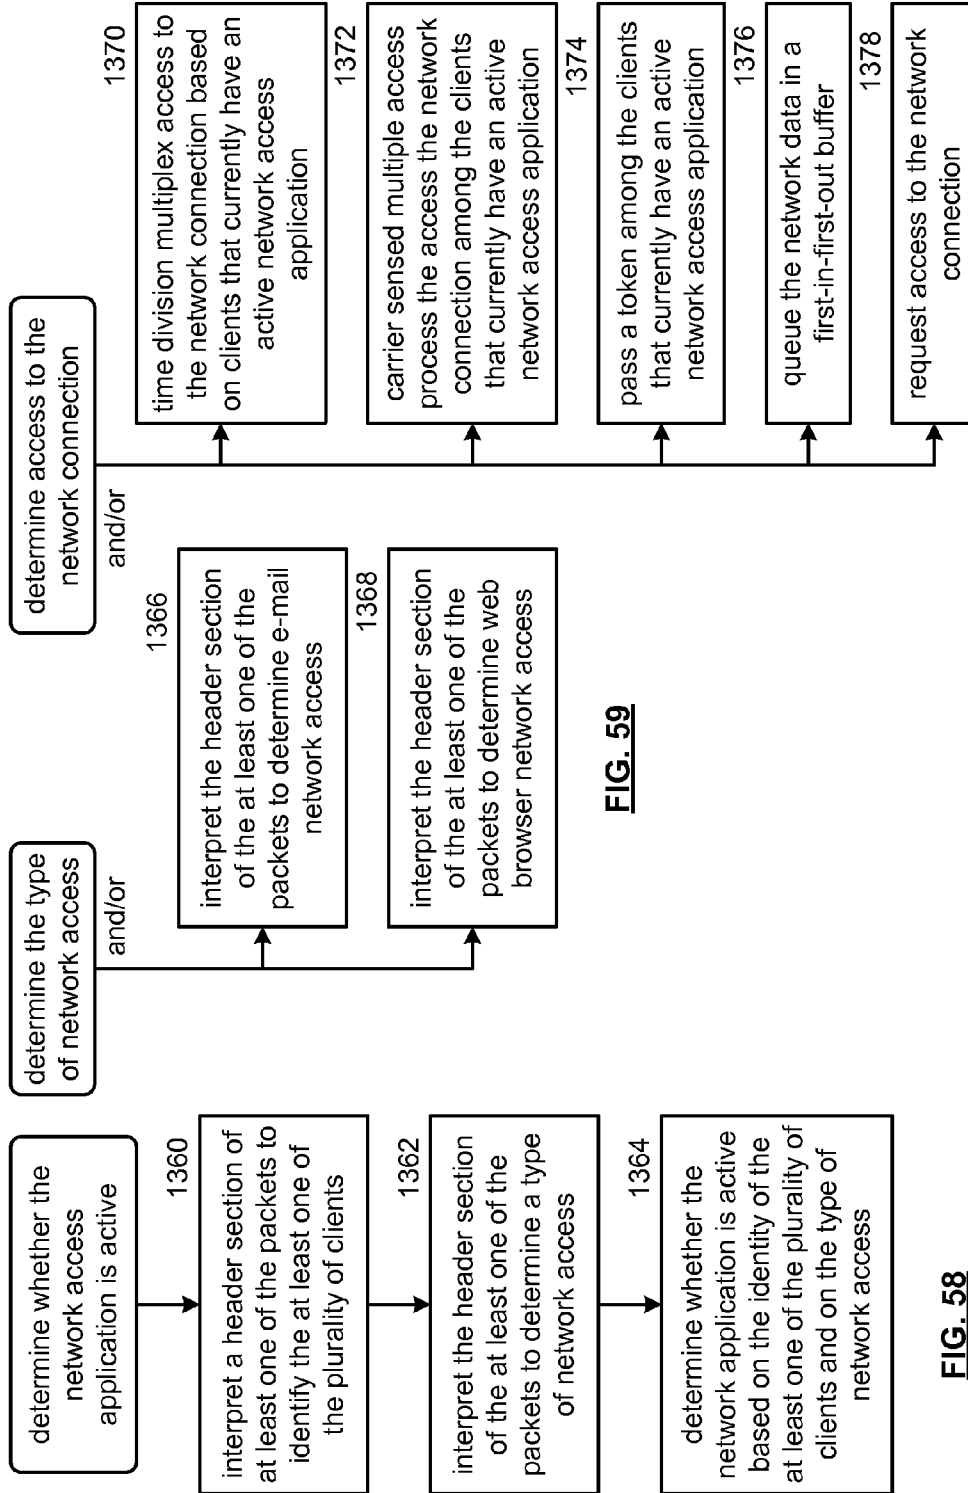 determine whether the
network access
application is active
1360
interpret a header section of
at least one of the packets to
identify the at least one of
the plurality of clients
1362
interpret the header section
of the at least one of the
packets to determine a type
of network access
1364
determine whether the
network application is active
based on the identity of the
at least one of the plurality of
clients and on the type of
network access
FIG. 58
determine the type
of network access
and/or
1366
interpret the header section
of the at least one of the
packets to determine e-mail
network access
1368
interpret the header section
of the at least one of the
packets to determine web
browser network access
FIG. 59
determine access to the
network connection
and/or
1370
time division multiplex access to
the network connection based
on clients that currently have an
active network access
application
1372
carrier sensed multiple access
process the access the network
connection among the clients
that currently have an active
network access application
1374
pass a token among the clients
that currently have an active
network access application
1376
queue the network data in a
first-in-first-out buffer
1378
request access to the network
connection